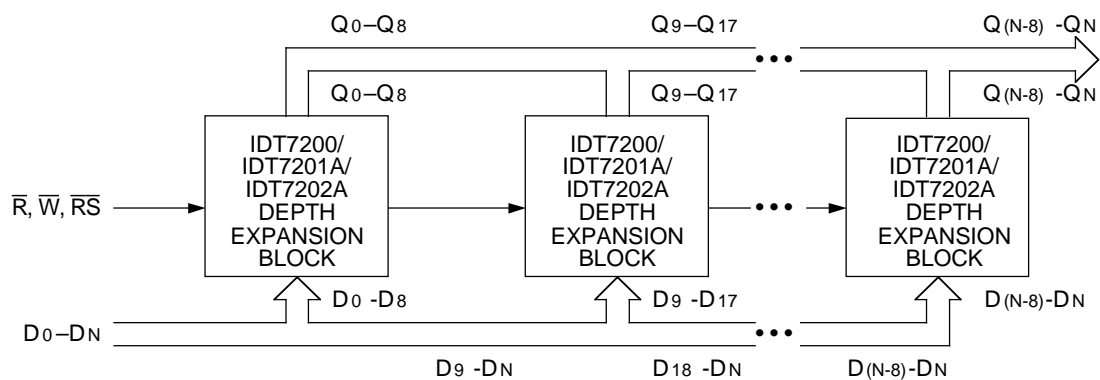 Q0–Q8 Q9–Q17 Q(N-8) -QN
•••
Q0–Q8 Q9–Q17 Q(N-8) -QN
IDT7200/
IDT7201A/
IDT7202A
DEPTH
EXPANSION
BLOCK
IDT7200/
IDT7201A/
IDT7202A
DEPTH
EXPANSION
BLOCK
IDT7200/
IDT7201A/
IDT7202A
DEPTH
EXPANSION
BLOCK
R̅, W̅, R̅S̅
•••
D0 -D8 D9 -D17 D(N-8)-DN
D0–DN
•••
D9 -DN D18 -DN D(N-8)-DN